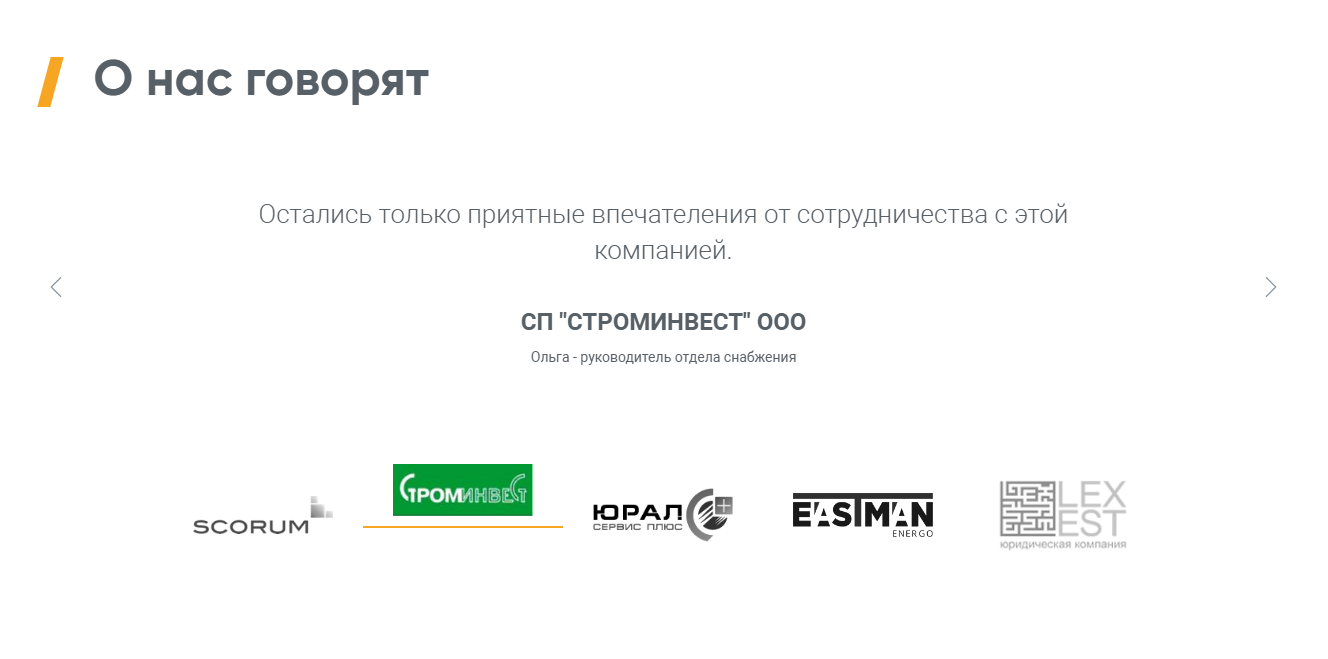 О нас говорят
Остались только приятные впечателения от сотрудничества с этой
компанией.
СП "СТРОМИНВЕСТ" ООО
Ольга - руководитель отдела снабжения
SCORUM
СТРОМИНВЕСТ
ЮРАЛ
СЕРВИС ПЛЮС
EASTMAN
ENERGO
LEX
EST
юридическая компания